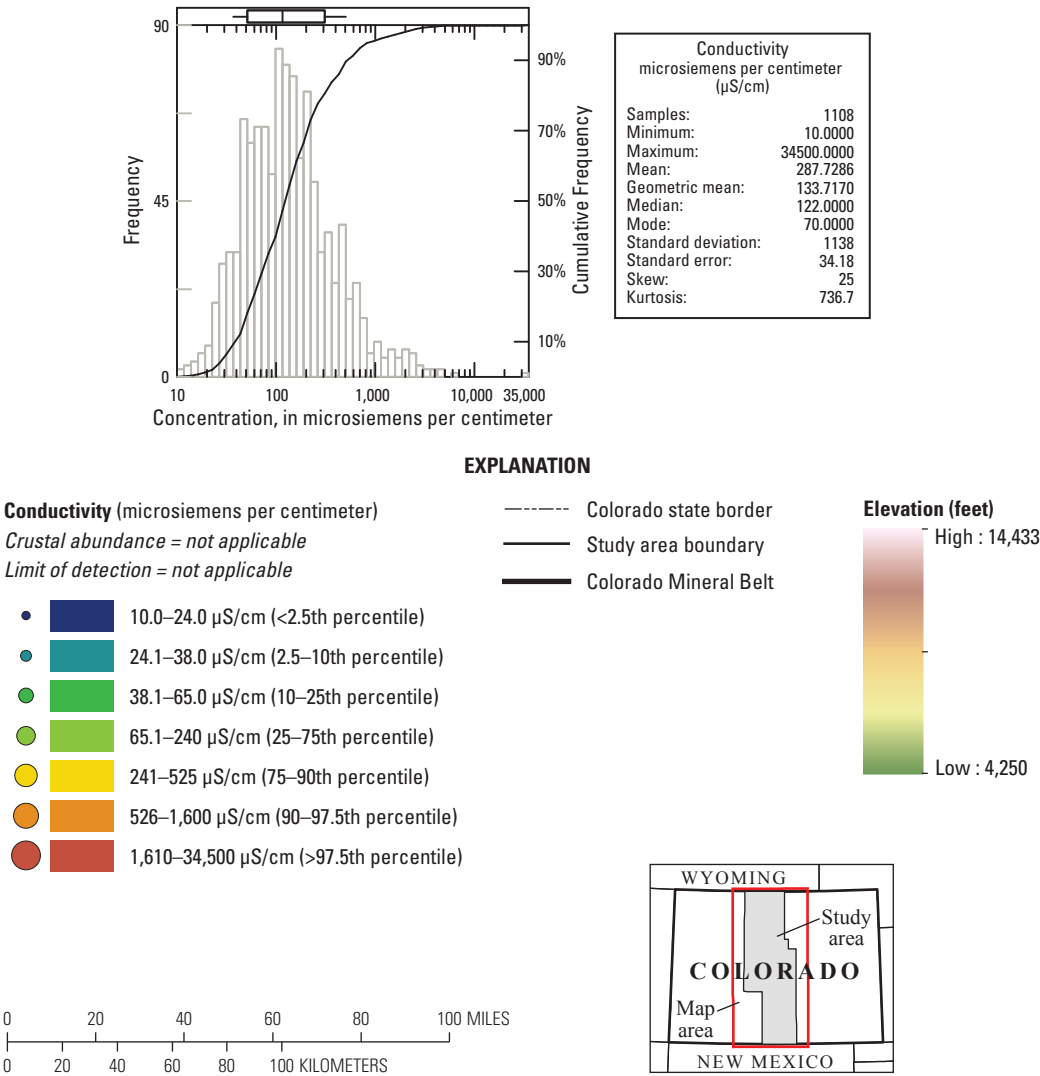 90
45
0
Frequency
90%
70%
50%
30%
10%
Cumulative Frequency
10
100
1,000
10,000
35,000
Concentration, in microsiemens per centimeter
Conductivity
microsiemens per centimeter
(µS/cm)
Samples: 1108
Minimum: 10.0000
Maximum: 34500.0000
Mean: 287.7286
Geometric mean: 133.7170
Median: 122.0000
Mode: 70.0000
Standard deviation: 1138
Standard error: 34.18
Skew: 25
Kurtosis: 736.7
EXPLANATION
Conductivity (microsiemens per centimeter)
Crustal abundance = not applicable
Limit of detection = not applicable
10.0–24.0 µS/cm (<2.5th percentile)
24.1–38.0 µS/cm (2.5–10th percentile)
38.1–65.0 µS/cm (10–25th percentile)
65.1–240 µS/cm (25–75th percentile)
241–525 µS/cm (75–90th percentile)
526–1,600 µS/cm (90–97.5th percentile)
1,610–34,500 µS/cm (>97.5th percentile)
Colorado state border
Study area boundary
Colorado Mineral Belt
Elevation (feet)
High : 14,433
Low : 4,250
WYOMING
Study
area
COLORADO
Map
area
NEW MEXICO
0 20 40 60 80 100 MILES
0 20 40 60 80 100 KILOMETERS